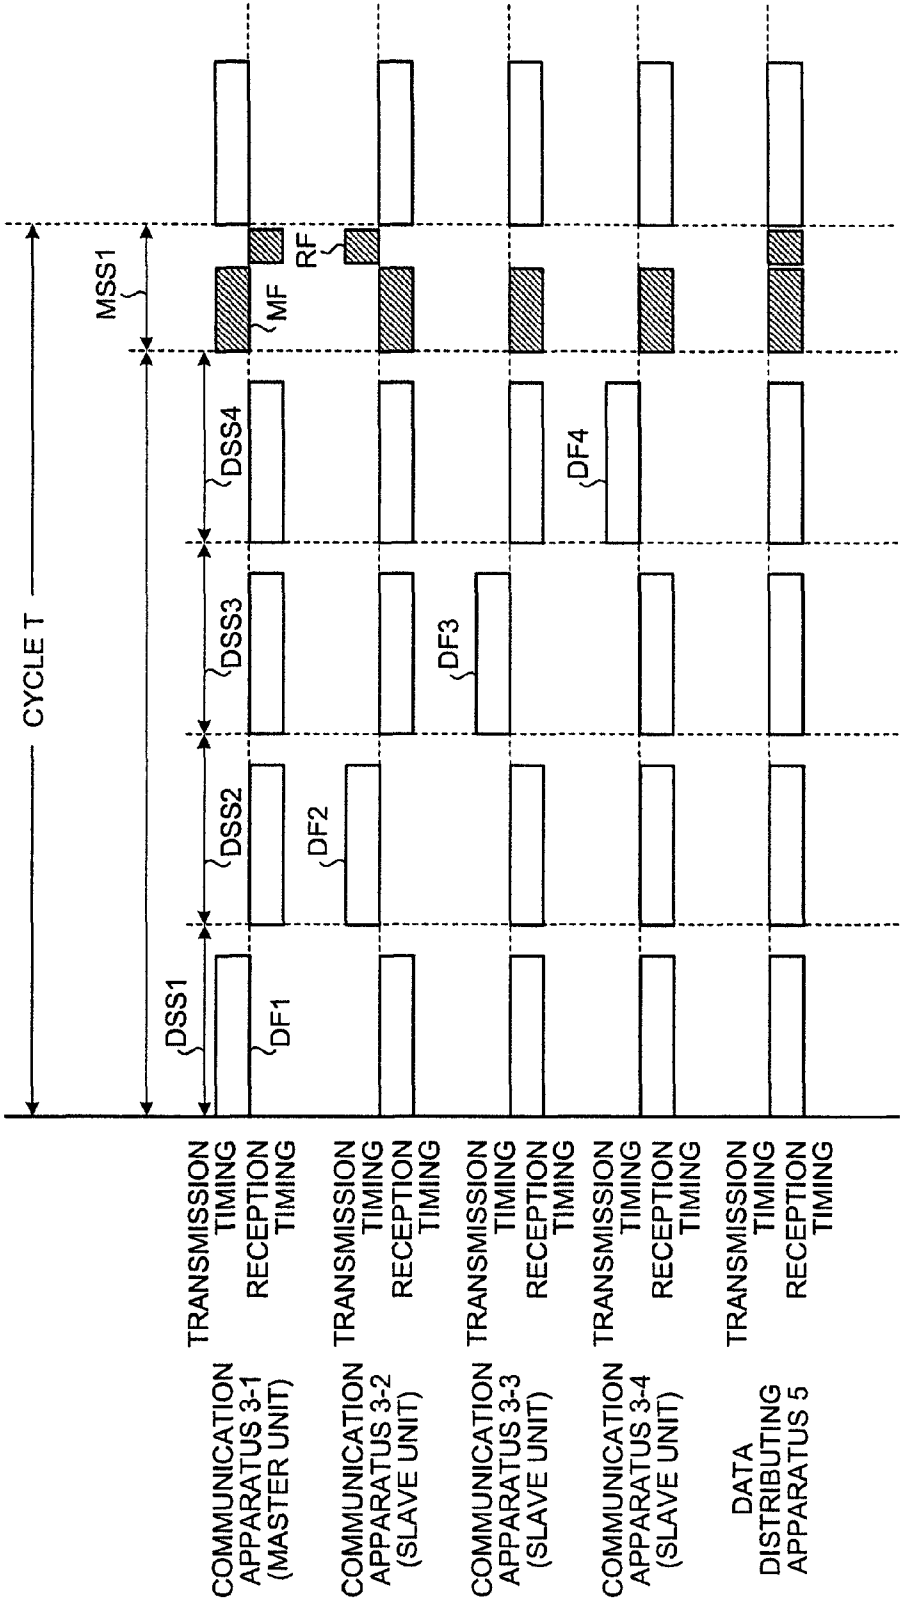 CYCLE T
MSS1
DSS1
DSS2
DSS3
DSS4
COMMUNICATION
APPARATUS 3-1
(MASTER UNIT)
TRANSMISSION
TIMING
RECEPTION
TIMING
DF1
MF
COMMUNICATION
APPARATUS 3-2
(SLAVE UNIT)
TRANSMISSION
TIMING
RECEPTION
TIMING
DF2
RF
COMMUNICATION
APPARATUS 3-3
(SLAVE UNIT)
TRANSMISSION
TIMING
RECEPTION
TIMING
DF3
COMMUNICATION
APPARATUS 3-4
(SLAVE UNIT)
TRANSMISSION
TIMING
RECEPTION
TIMING
DF4
DATA
DISTRIBUTING
APPARATUS 5
TRANSMISSION
TIMING
RECEPTION
TIMING